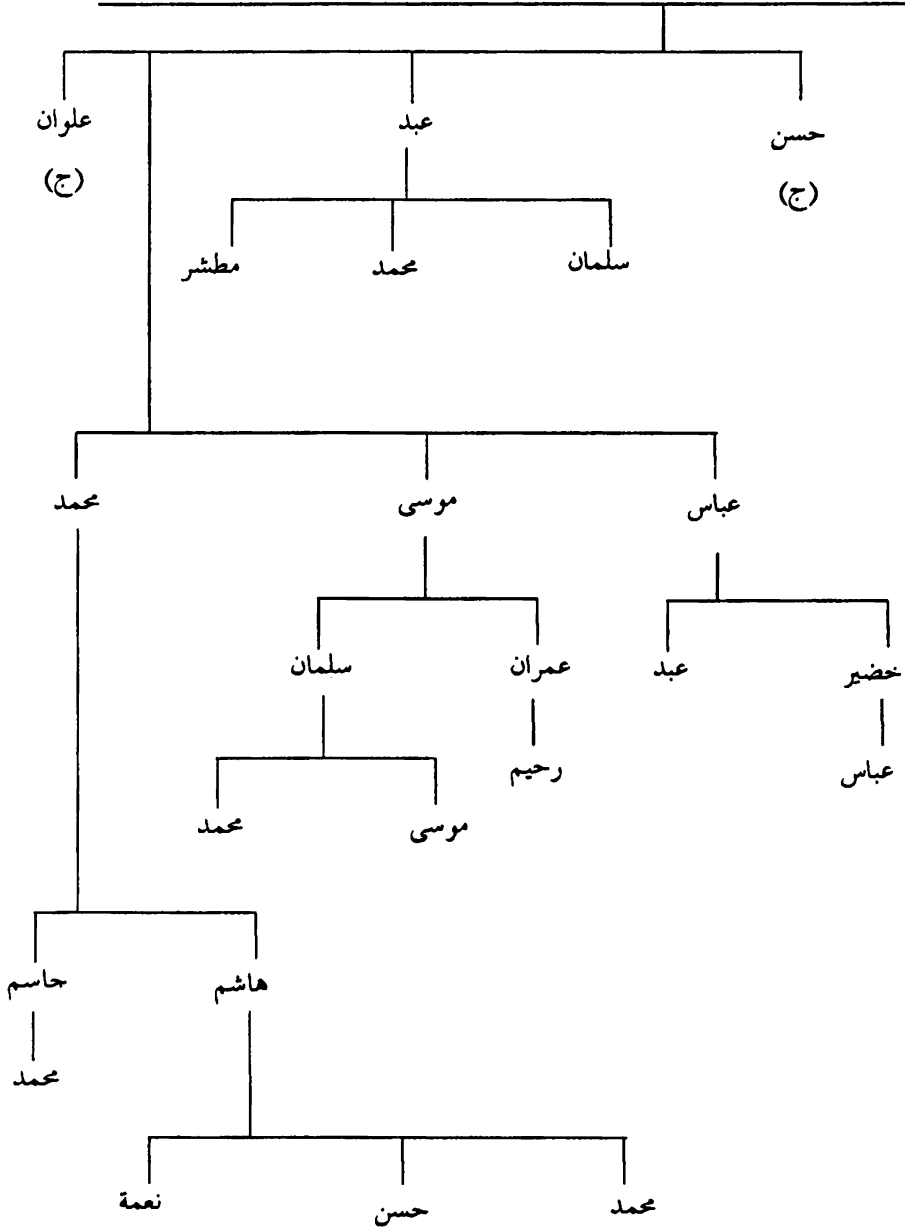 حسن عبد علوان
(ج) (ج)
سلمان محمد مطشر
عباس موسى محمد
خضير عبد عمران سلمان
عباس رحيم
موسى محمد
هاشم حاسم
محمد
محمد حسن نعمة